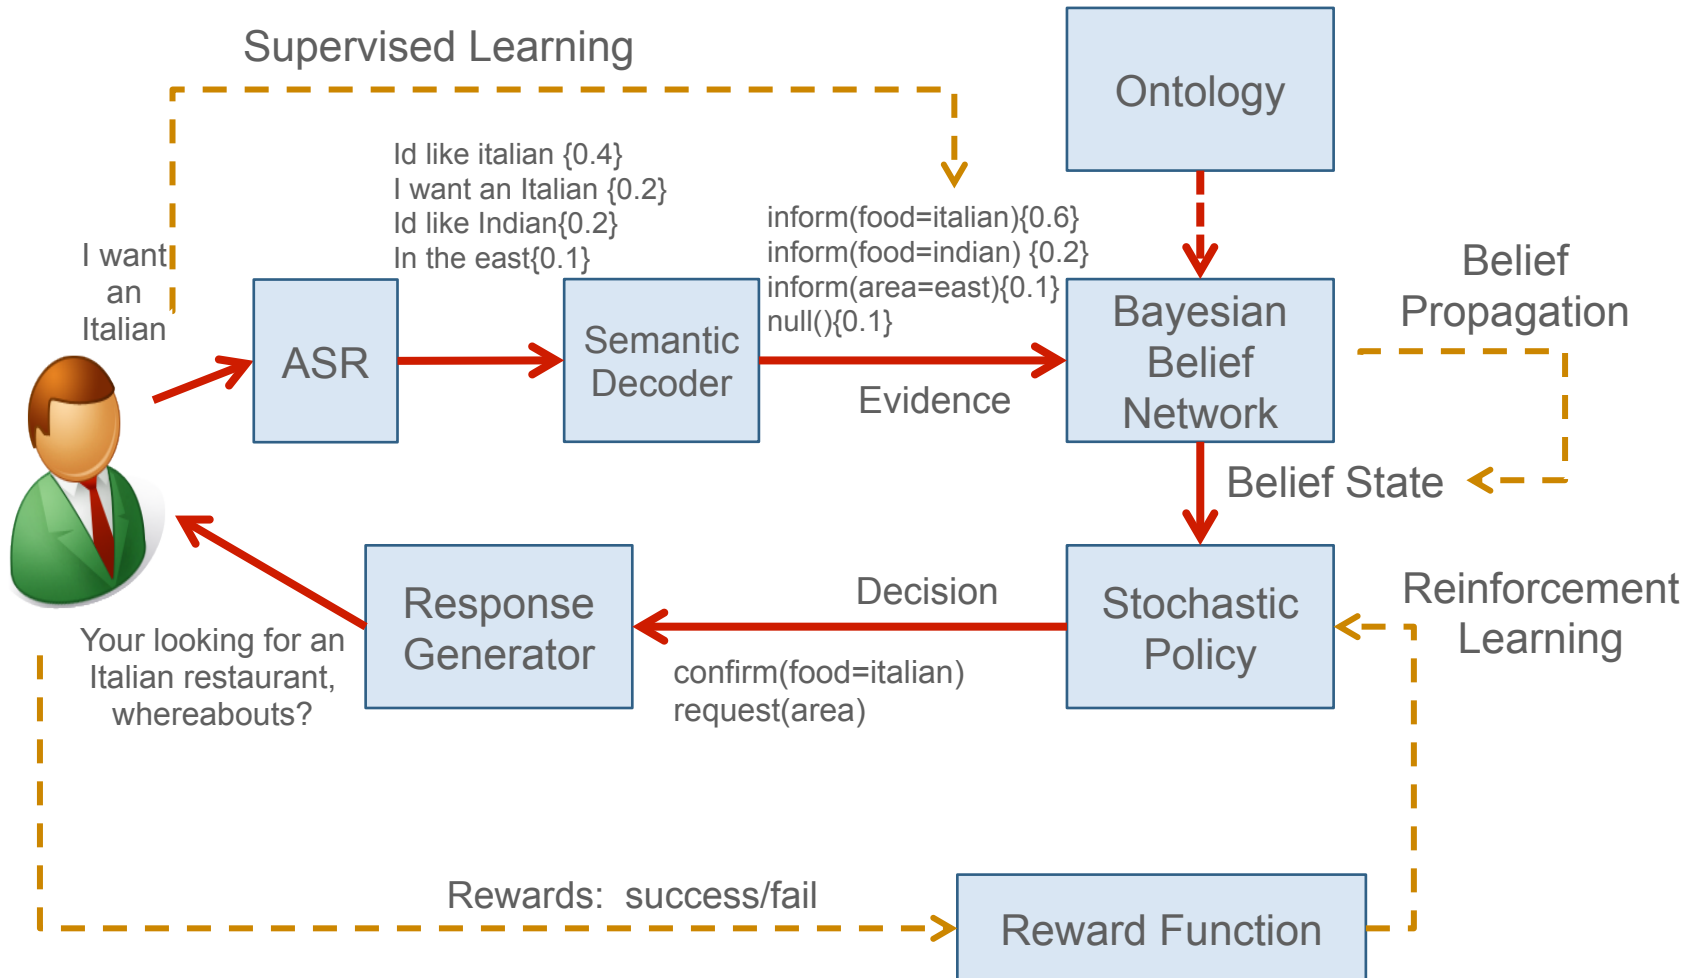 Supervised Learning
Ontology
Id like italian {0.4}
I want an Italian {0.2}
Id like Indian{0.2}
In the east{0.1}
inform(food=italian){0.6}
inform(food=indian) {0.2}
inform(area=east){0.1}
null(){0.1}
I want
an
Italian
ASR
Semantic
Decoder
Evidence
Bayesian
Belief
Network
Belief
Propagation
Belief State
Response
Generator
Decision
confirm(food=italian)
request(area)
Stochastic
Policy
Reinforcement
Learning
Your looking for an
Italian restaurant,
whereabouts?
Rewards:  success/fail
Reward Function